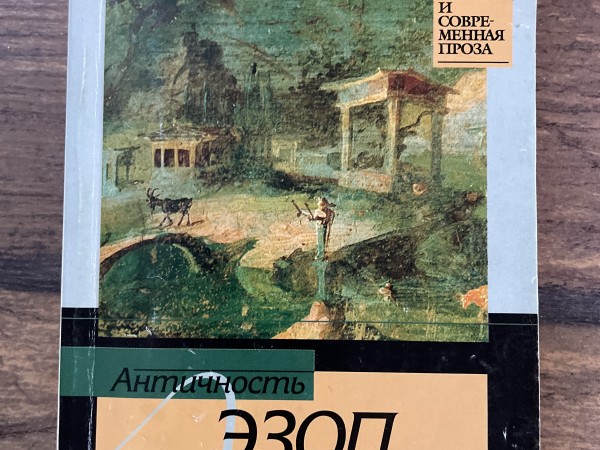 И
СОВРЕ-
МЕННАЯ
ПРОЗА
Античность
ЭЗОП